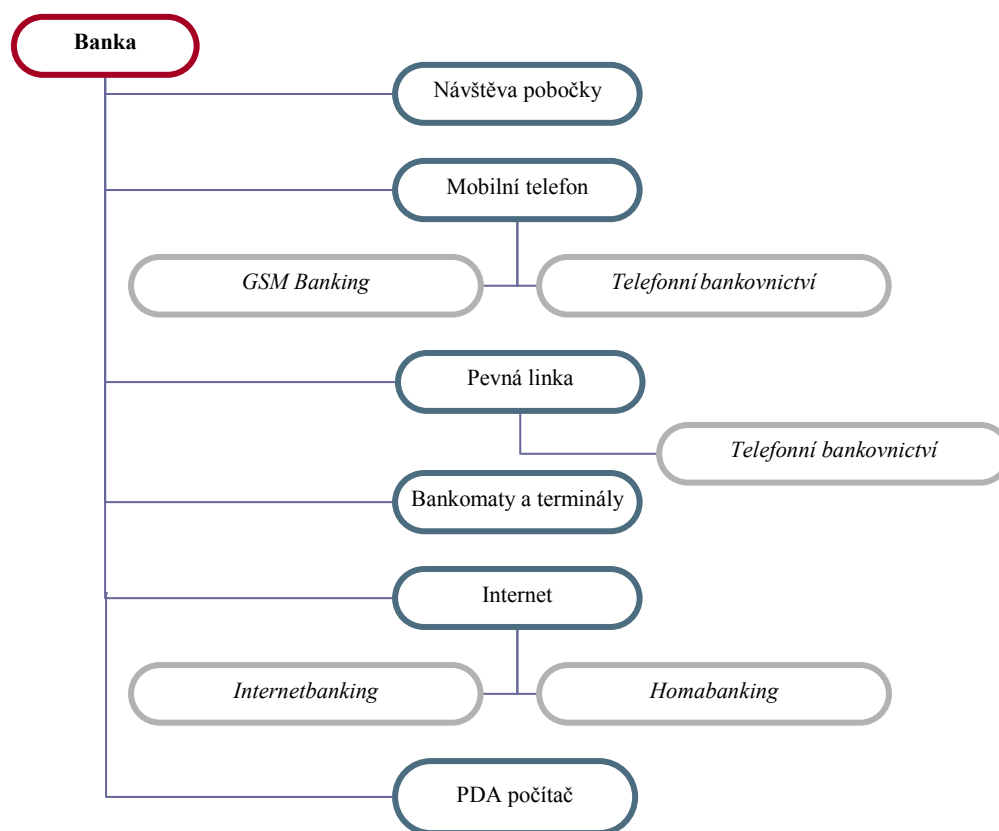 Banka
Návštěva pobočky
Mobilní telefon
GSM Banking
Telefonní bankovnictví
Pevná linka
Telefonní bankovnictví
Bankomaty a terminály
Internet
Internetbanking
Homabanking
PDA počítač